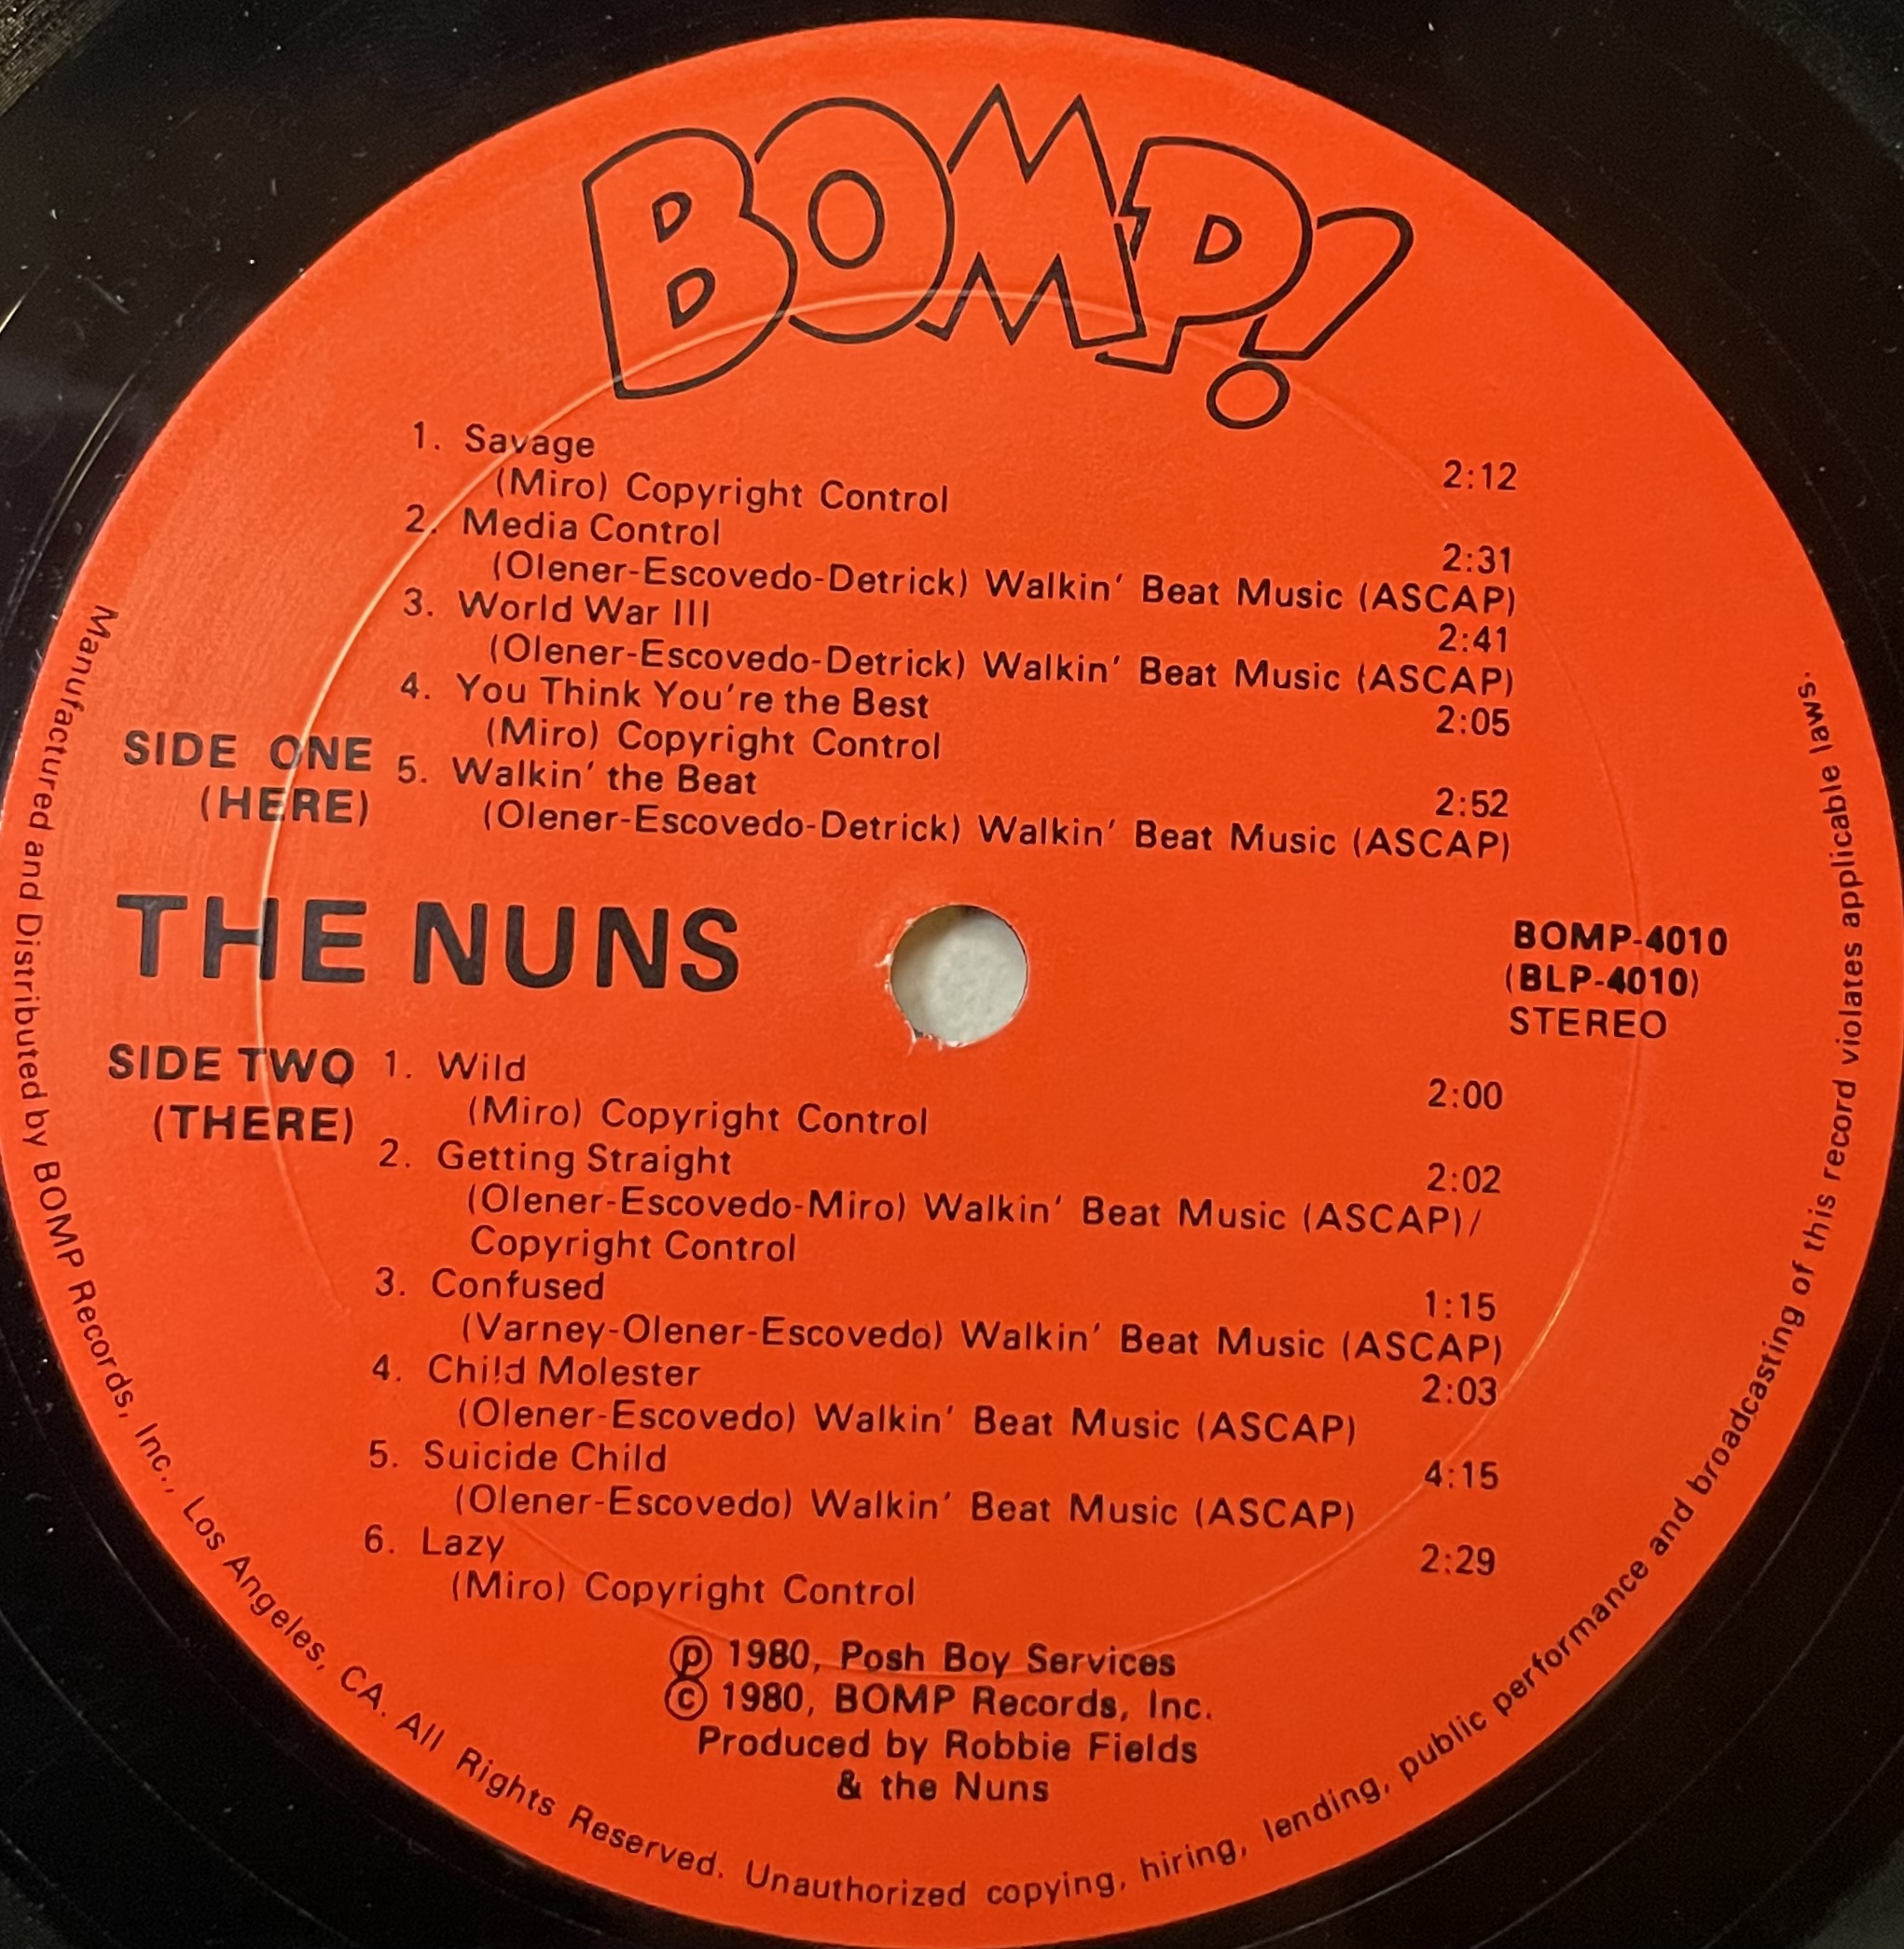 BOMP!
1. Savage 2:12
(Miro) Copyright Control
2. Media Control 2:31
(Olener-Escovedo-Detrick) Walkin' Beat Music (ASCAP)
3. World War III 2:41
(Olener-Escovedo-Detrick) Walkin' Beat Music (ASCAP)
4. You Think You're the Best 2:05
(Miro) Copyright Control
SIDE ONE
(HERE)
5. Walkin' the Beat 2:52
(Olener-Escovedo-Detrick) Walkin' Beat Music (ASCAP)
THE NUNS
BOMP-4010
(BLP-4010)
STEREO
SIDE TWO
(THERE)
1. Wild 2:00
(Miro) Copyright Control
2. Getting Straight 2:02
(Olener-Escovedo-Miro) Walkin' Beat Music (ASCAP)/
Copyright Control
3. Confused 1:15
(Varney-Olener-Escovedo) Walkin' Beat Music (ASCAP)
4. Child Molester 2:03
(Olener-Escovedo) Walkin' Beat Music (ASCAP)
5. Suicide Child 4:15
(Olener-Escovedo) Walkin' Beat Music (ASCAP)
6. Lazy 2:29
(Miro) Copyright Control
℗ 1980, Posh Boy Services
© 1980, BOMP Records, Inc.
Produced by Robbie Fields
& the Nuns
Manufactured and Distributed by BOMP Records, Inc., Los Angeles, CA. All Rights Reserved. Unauthorized copying, hiring, lending, public performance and broadcasting of this record violates applicable laws.